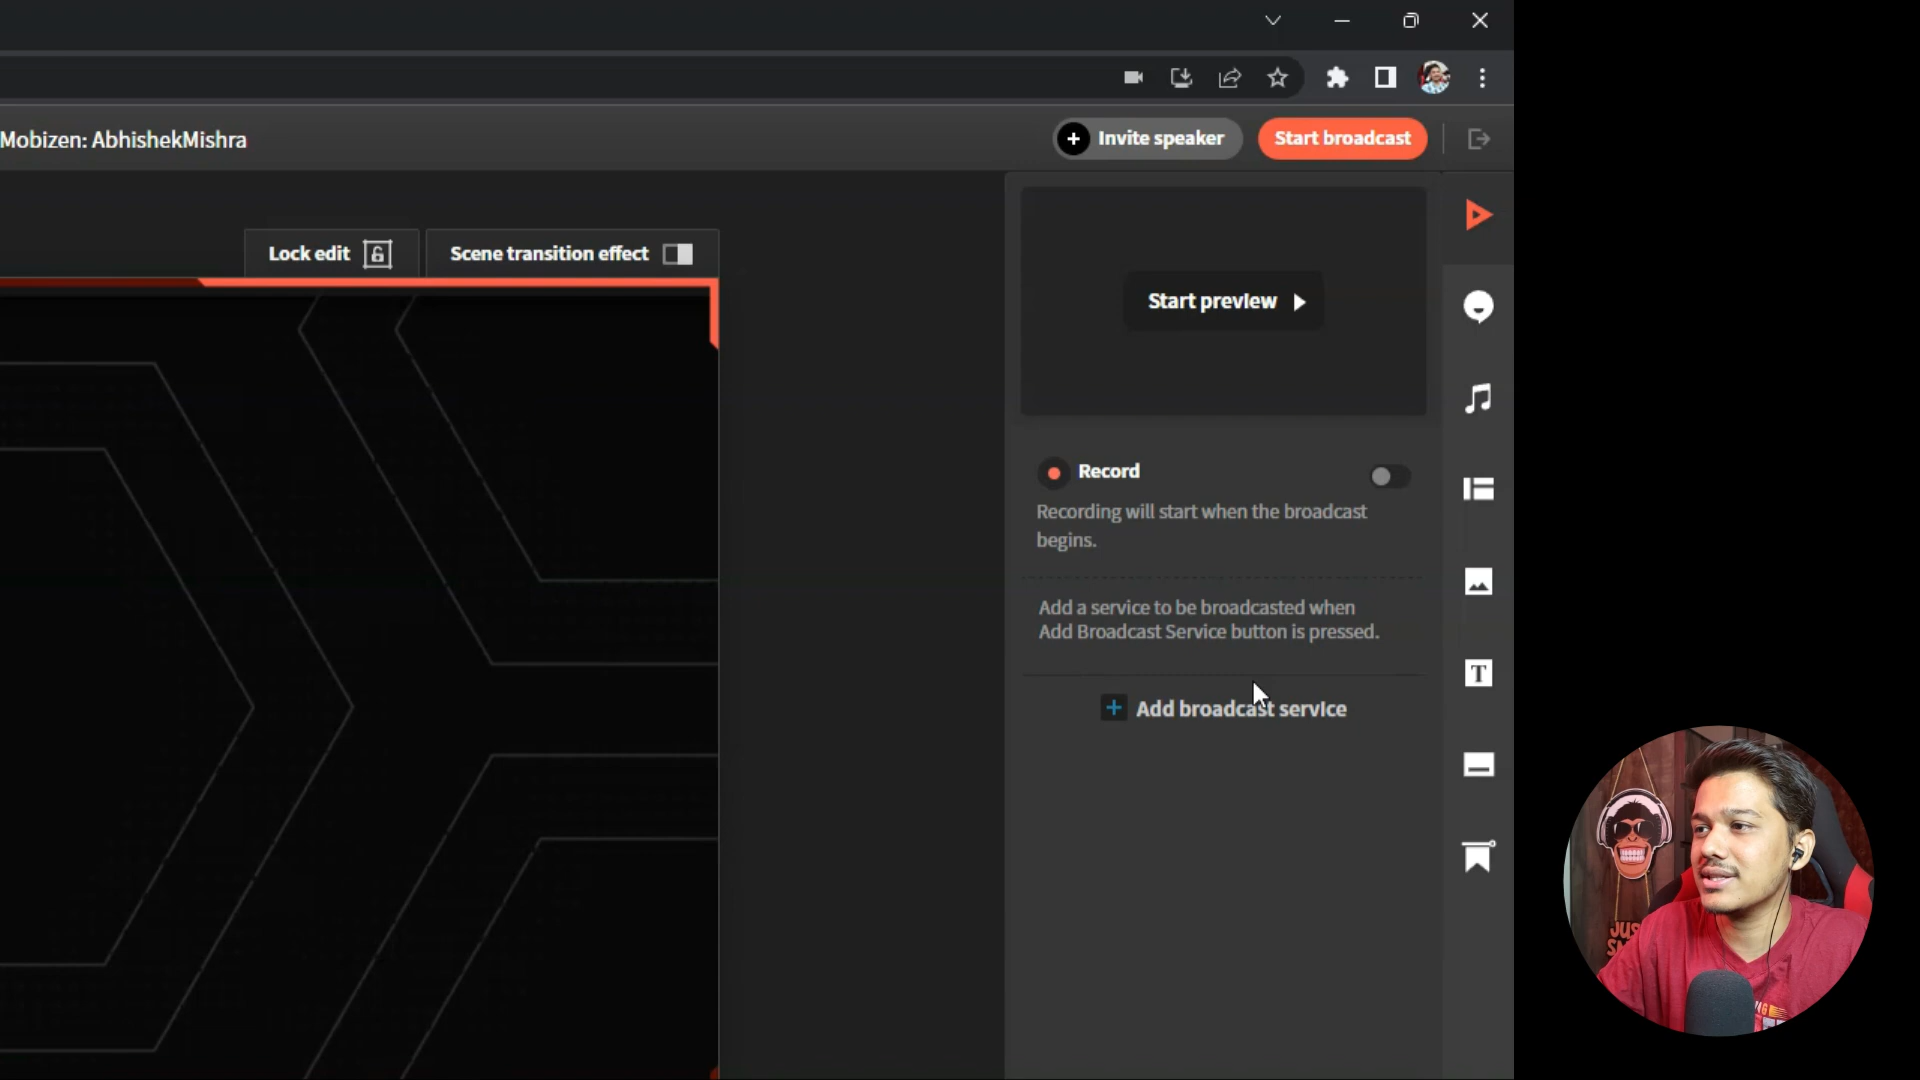 Mobizen: AbhishekMishra
Invite speaker
Start broadcast
Lock edit
Scene transition effect
Start preview
Record
Recording will start when the broadcast
begins.
Add a service to be broadcasted when
Add Broadcast Service button is pressed.
+ Add broadcast service
T